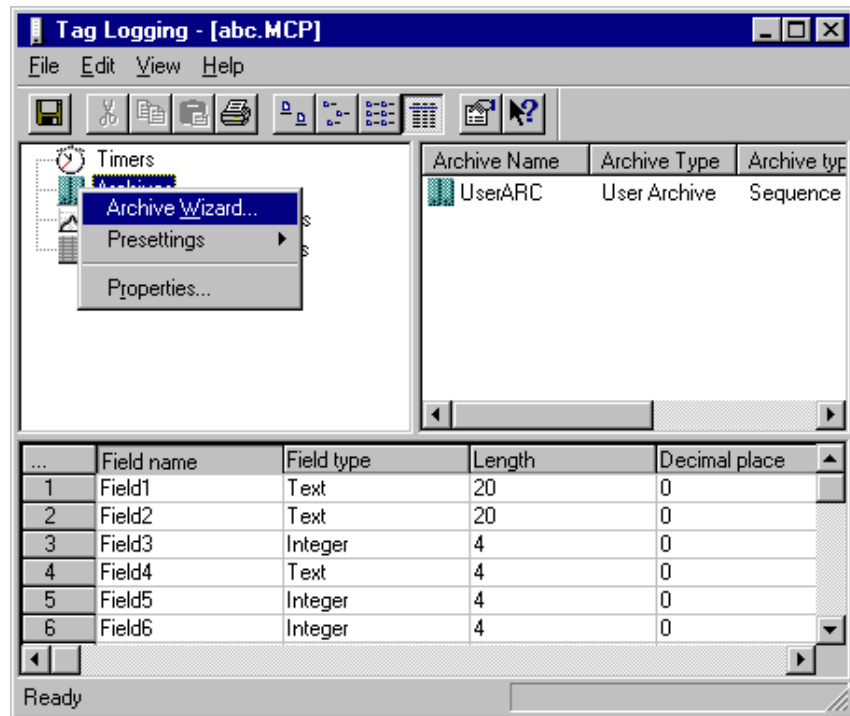 Tag Logging - [abc.MCP]
File Edit View Help
Timers
Archive Wizard...
Presettings
Properties...
Archive Name Archive Type Archive typ
UserARC User Archive Sequence
... Field name Field type Length Decimal place
1 Field1 Text 20 0
2 Field2 Text 20 0
3 Field3 Integer 4 0
4 Field4 Text 4 0
5 Field5 Integer 4 0
6 Field6 Integer 4 0
Ready